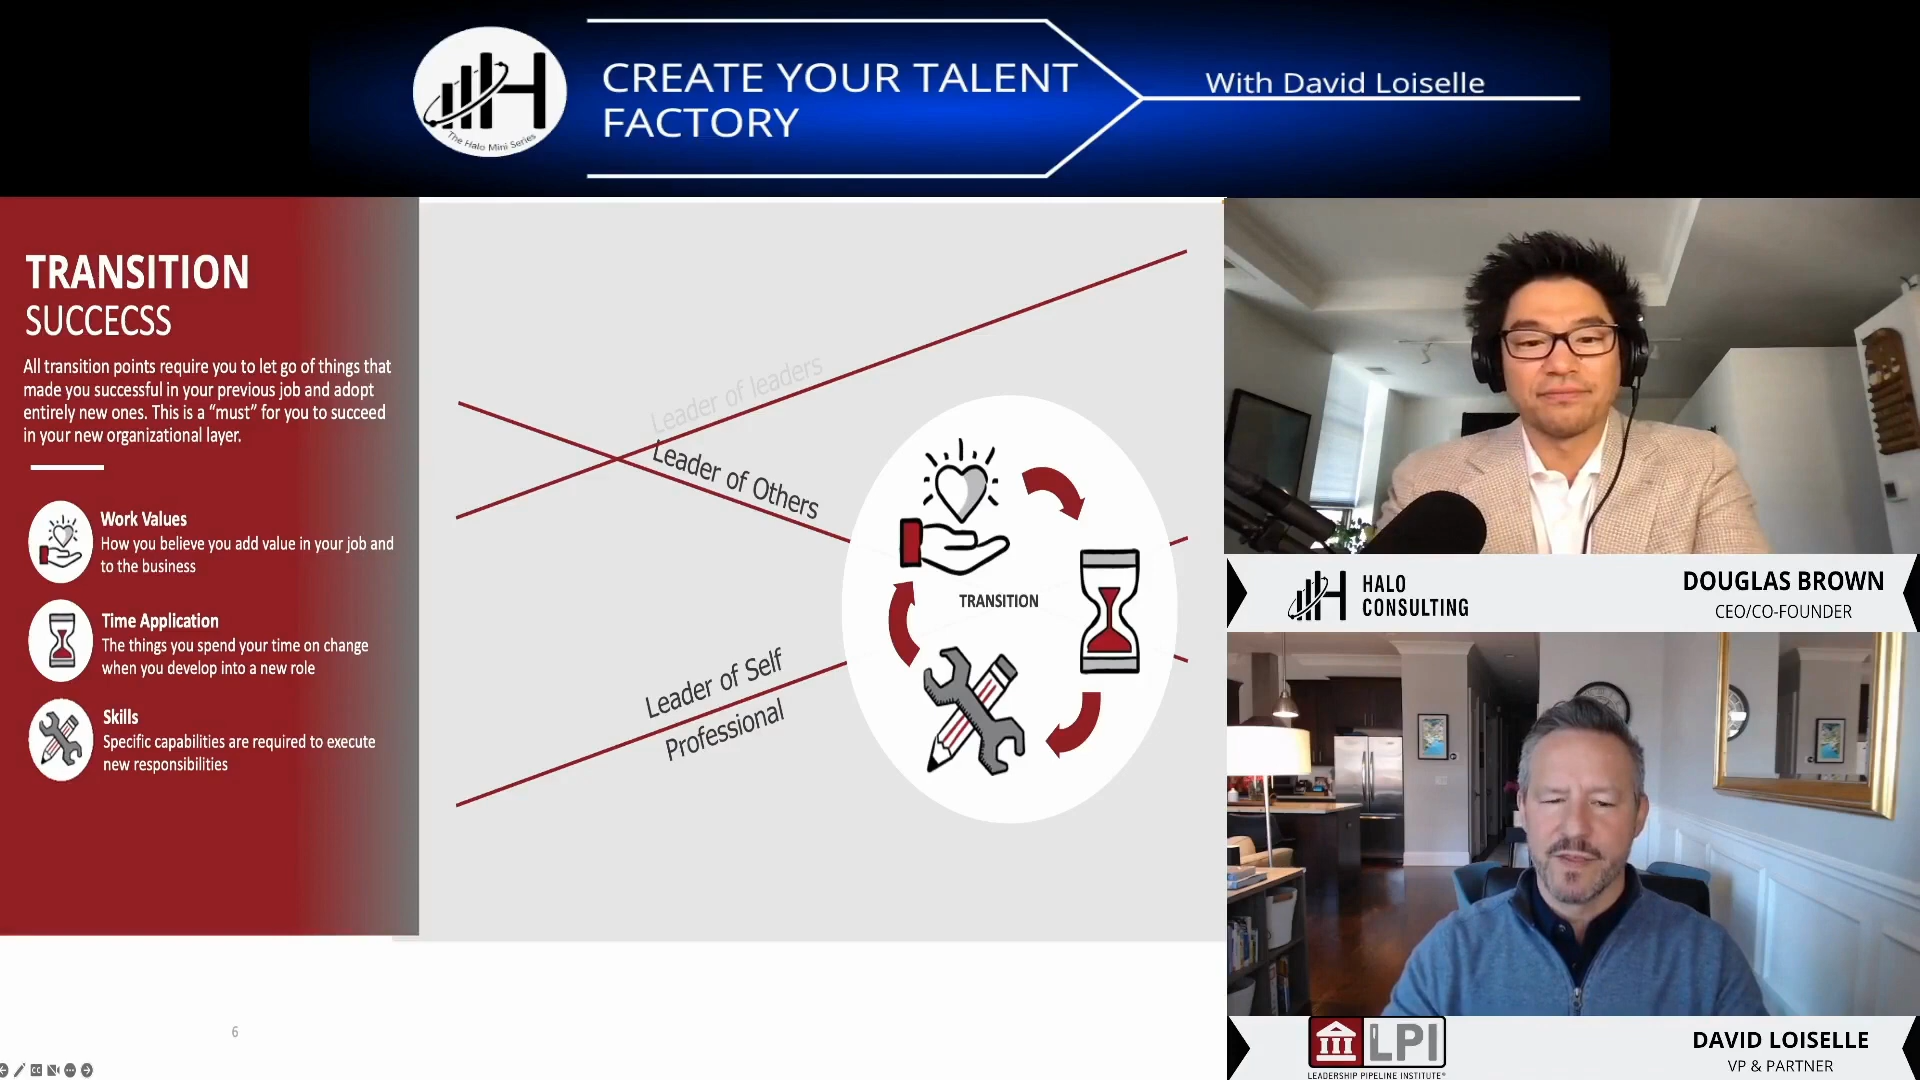 CREATE YOUR TALENT
FACTORY
With David Loiselle
The Halo Mini Series
TRANSITION
SUCCECSS
All transition points require you to let go of things that
made you successful in your previous job and adopt
entirely new ones. This is a “must” for you to succeed
in your new organizational layer.
Work Values
How you believe you add value in your job and
to the business
Time Application
The things you spend your time on change
when you develop into a new role
Skills
Specific capabilities are required to execute
new responsibilities
Leader of leaders
Leader of Others
TRANSITION
Leader of Self
Professional
6
CC
H HALO
CONSULTING
DOUGLAS BROWN
CEO/CO-FOUNDER
LPI
LEADERSHIP PIPELINE INSTITUTE®
DAVID LOISELLE
VP & PARTNER